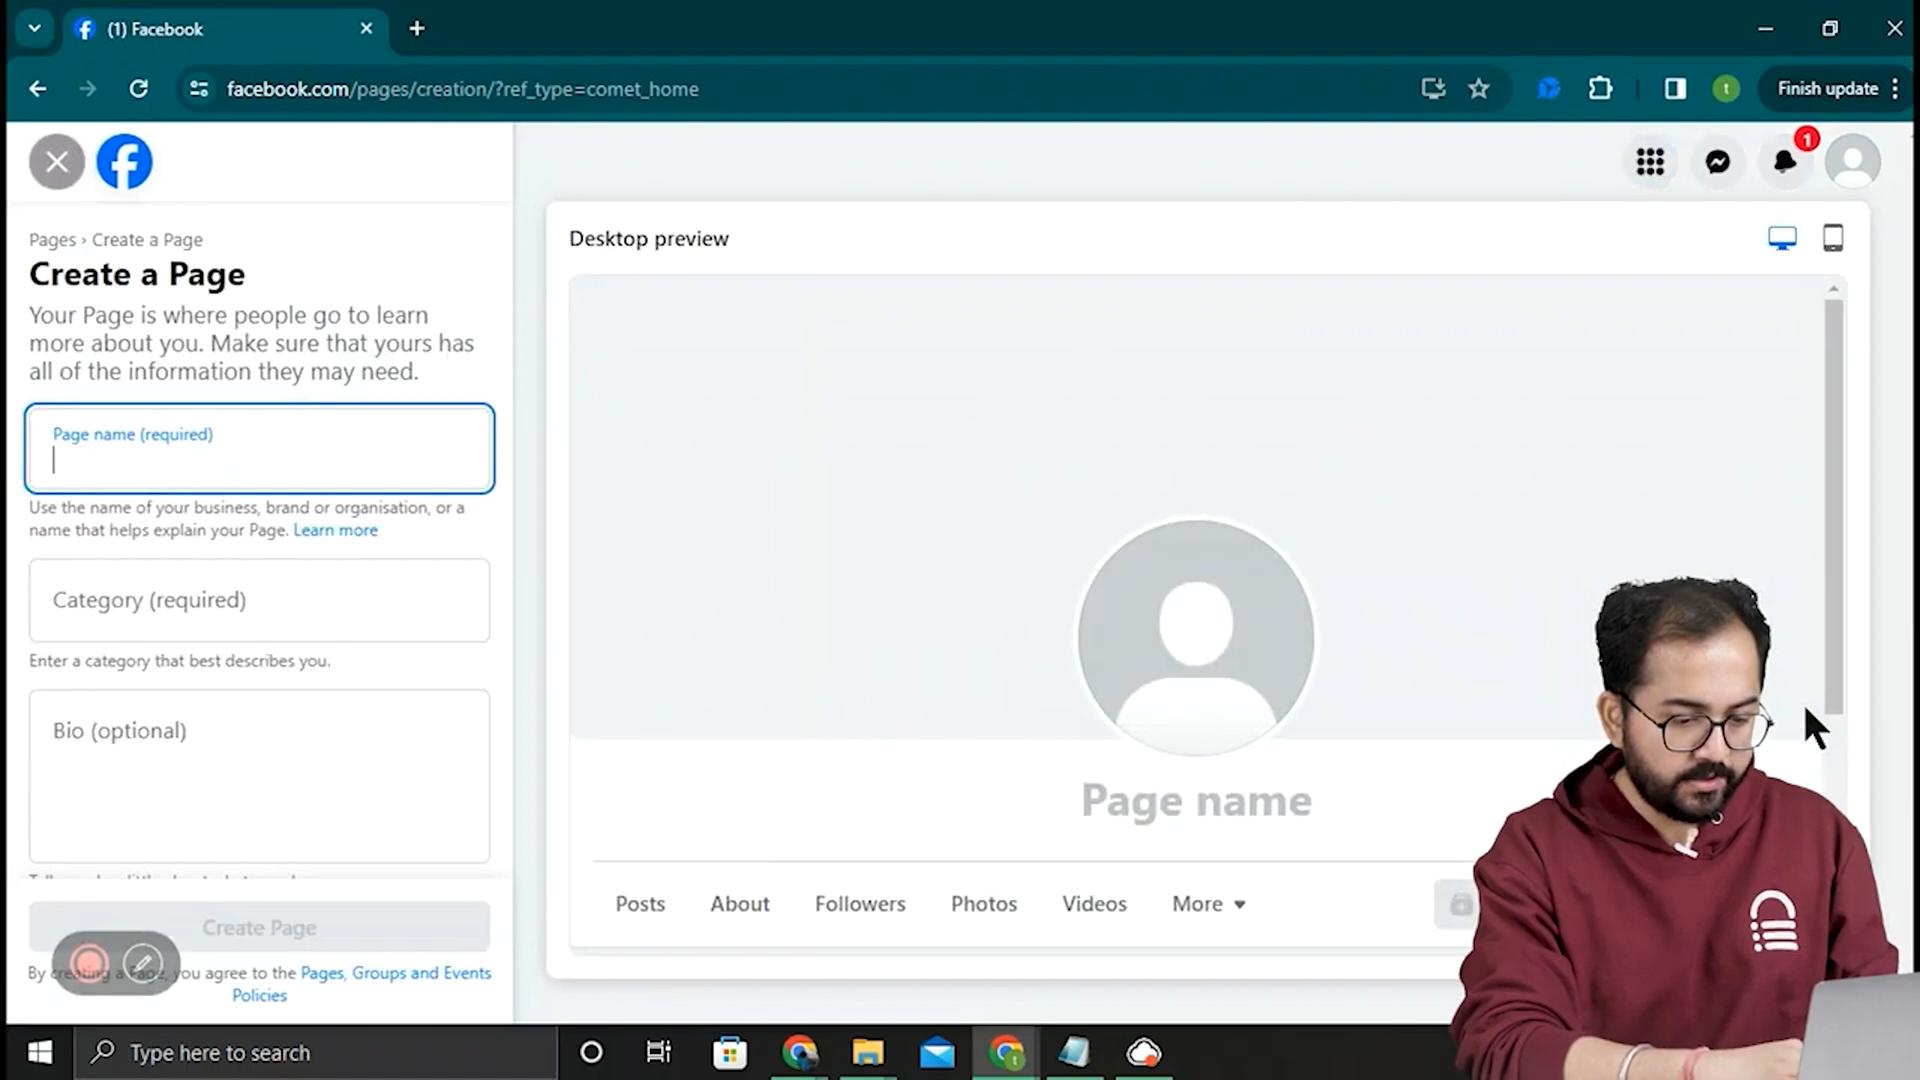 (1) Facebook
facebook.com/pages/creation/?ref_type=comet_home
t
Finish update
1
Pages › Create a Page
Create a Page
Your Page is where people go to learn
more about you. Make sure that yours has
all of the information they may need.
Page name (required)
Use the name of your business, brand or organisation, or a
name that helps explain your Page. Learn more
Category (required)
Enter a category that best describes you.
Bio (optional)
Create Page
By creating a Page, you agree to the Pages, Groups and Events
Policies
Desktop preview
Page name
Posts
About
Followers
Photos
Videos
More
Type here to search